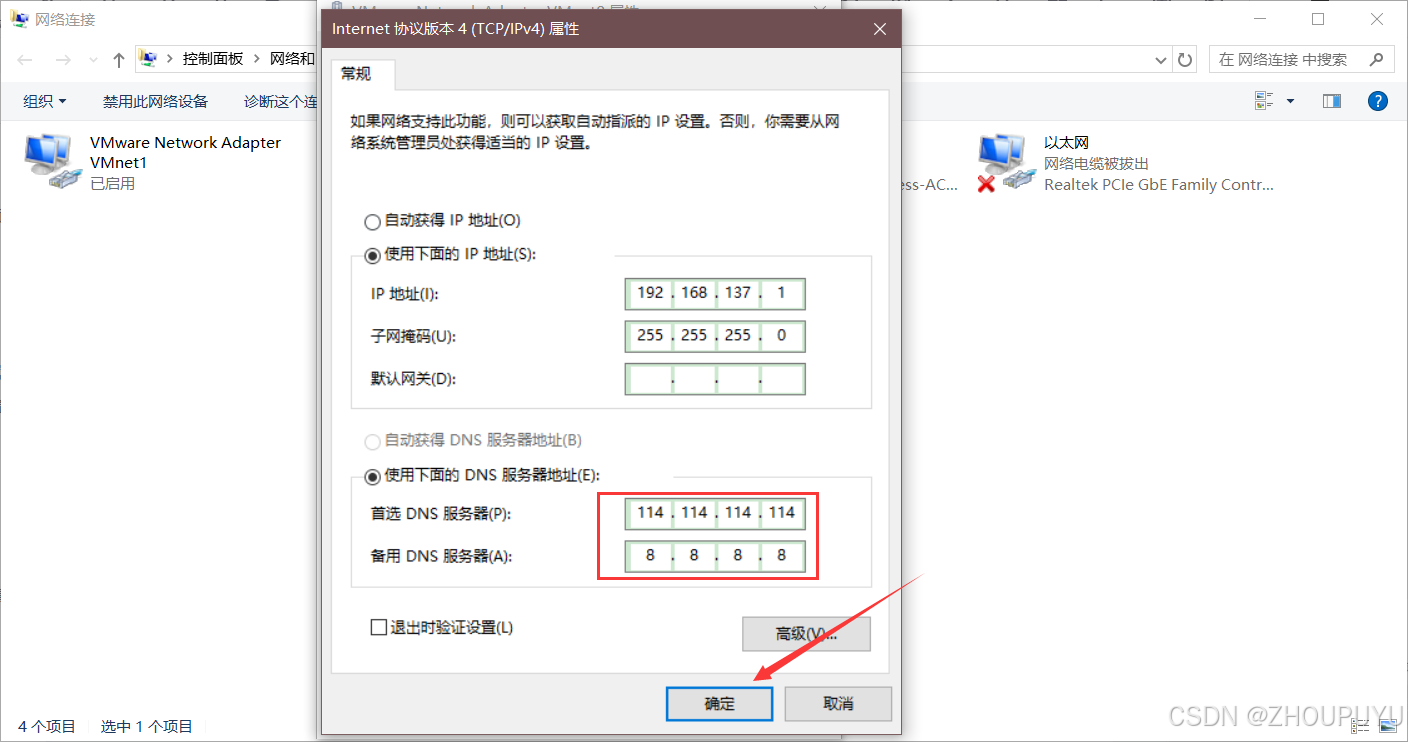 网络连接
Internet 协议版本 4 (TCP/IPv4) 属性
控制面板
网络和
在 网络连接 中搜索
组织
禁用此网络设备
诊断这个连
常规
如果网络支持此功能，则可以获取自动指派的 IP 设置。否则，你需要从网
络系统管理员处获得适当的 IP 设置。
VMware Network Adapter
VMnet1
已启用
以太网
网络电缆被拔出
ss-AC...
Realtek PCIe GbE Family Contr...
自动获得 IP 地址(O)
使用下面的 IP 地址(S):
IP 地址(I):
192 . 168 . 137 . 1
子网掩码(U):
255 . 255 . 255 . 0
默认网关(D):
. . .
自动获得 DNS 服务器地址(B)
使用下面的 DNS 服务器地址(E):
首选 DNS 服务器(P):
114 . 114 . 114 . 114
备用 DNS 服务器(A):
8 . 8 . 8 . 8
退出时验证设置(L)
高级(V)...
确定
取消
4 个项目
选中 1 个项目
CSDN @ZHOUPUYU